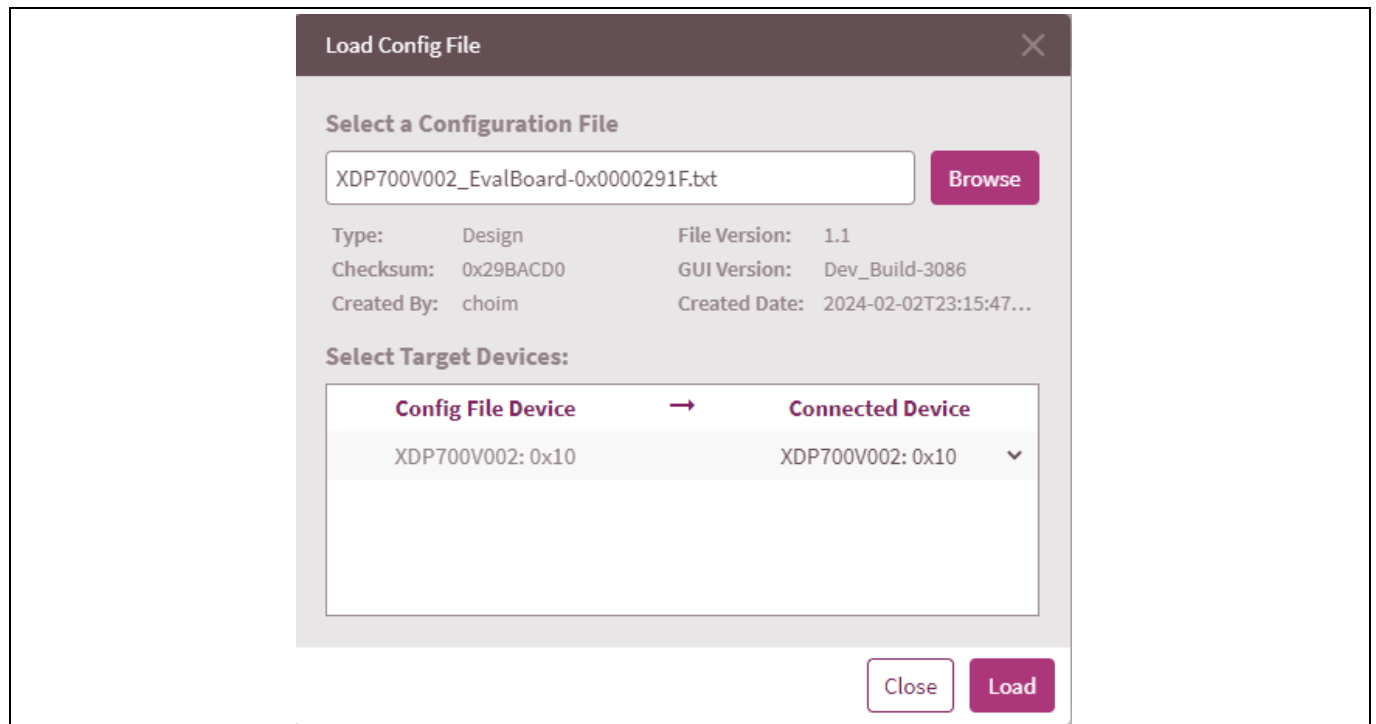 Load Config File
Select a Configuration File
XDP700V002_EvalBoard-0x0000291F.txt
Browse
Type: Design File Version: 1.1
Checksum: 0x29BACD0 GUI Version: Dev_Build-3086
Created By: choim Created Date: 2024-02-02T23:15:47...
Select Target Devices:
Config File Device → Connected Device
XDP700V002: 0x10 XDP700V002: 0x10
Close Load